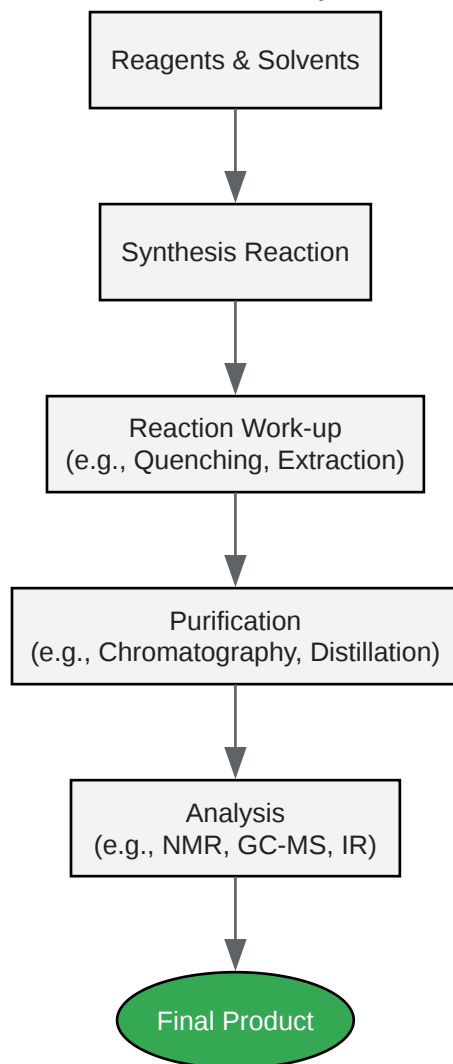 Reagents & Solvents
Synthesis Reaction
Reaction Work-up
(e.g., Quenching, Extraction)
Purification
(e.g., Chromatography, Distillation)
Analysis
(e.g., NMR, GC-MS, IR)
Final Product